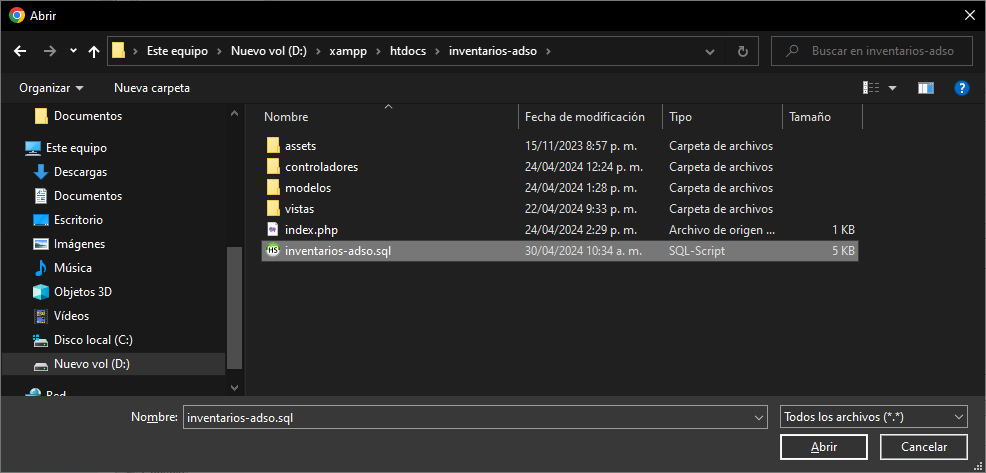 Abrir
Este equipo > Nuevo vol (D:) > xampp > htdocs > inventarios-adso >
Buscar en inventarios-adso
Organizar
Nueva carpeta
Documentos
Este equipo
Descargas
Documentos
Escritorio
Imágenes
Música
Objetos 3D
Vídeos
Disco local (C:)
Nuevo vol (D:)
Red
Nombre Fecha de modificación Tipo Tamaño
assets 15/11/2023 8:57 p. m. Carpeta de archivos
controladores 24/04/2024 12:24 p. m. Carpeta de archivos
modelos 24/04/2024 1:28 p. m. Carpeta de archivos
vistas 22/04/2024 9:33 p. m. Carpeta de archivos
index.php 24/04/2024 2:29 p. m. Archivo de origen ... 1 KB
inventarios-adso.sql 30/04/2024 10:34 a. m. SQL-Script 5 KB
Nombre: inventarios-adso.sql
Todos los archivos (*.*)
Abrir
Cancelar